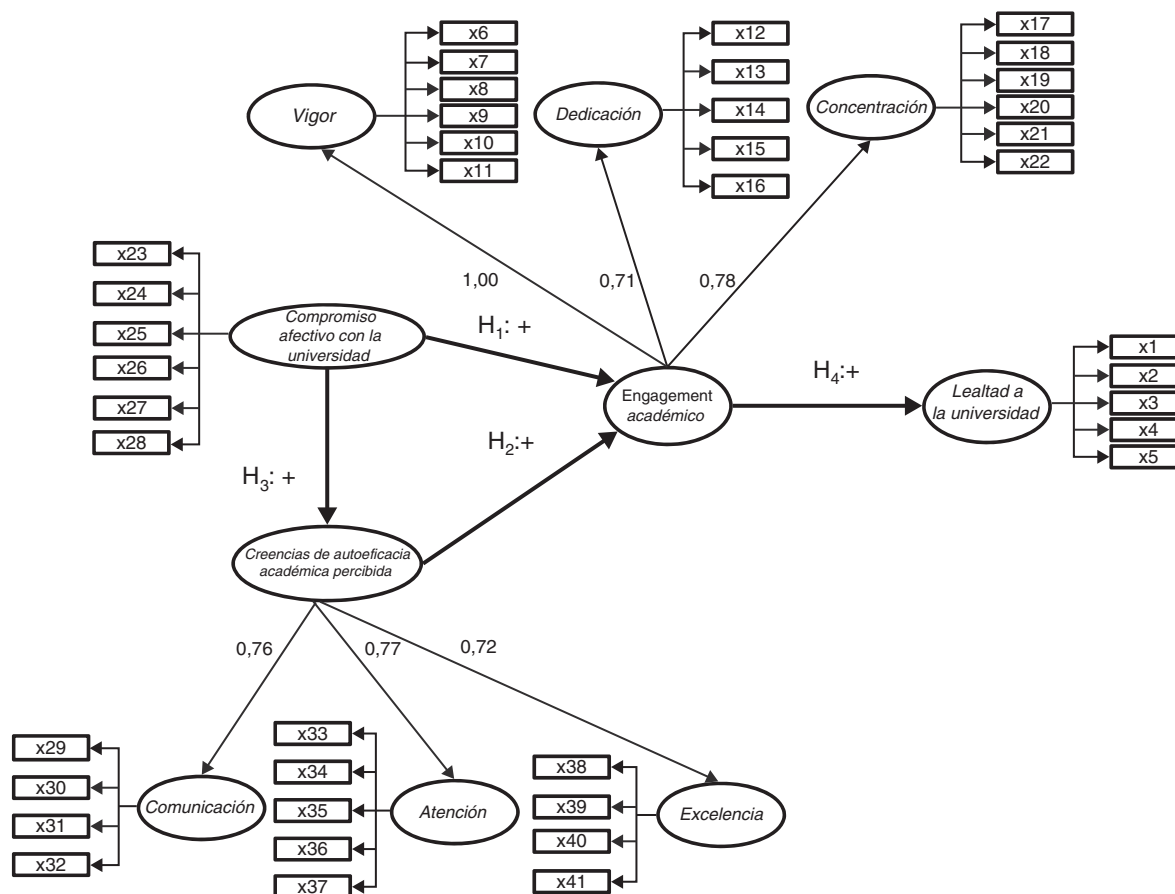 x6
x7
x8
x9
x10
x11
Vigor
x12
x13
x14
x15
x16
Dedicación
x17
x18
x19
x20
x21
x22
Concentración
1,00
0,71
0,78
x23
x24
x25
x26
x27
x28
Compromiso
afectivo con la
universidad
H1: +
Engagement
académico
H4:+
Lealtad a
la universidad
x1
x2
x3
x4
x5
H2:+
H3: +
Creencias de autoeficacia
académica percibida
0,76
0,77
0,72
x29
x30
x31
x32
Comunicación
x33
x34
x35
x36
x37
Atención
x38
x39
x40
x41
Excelencia